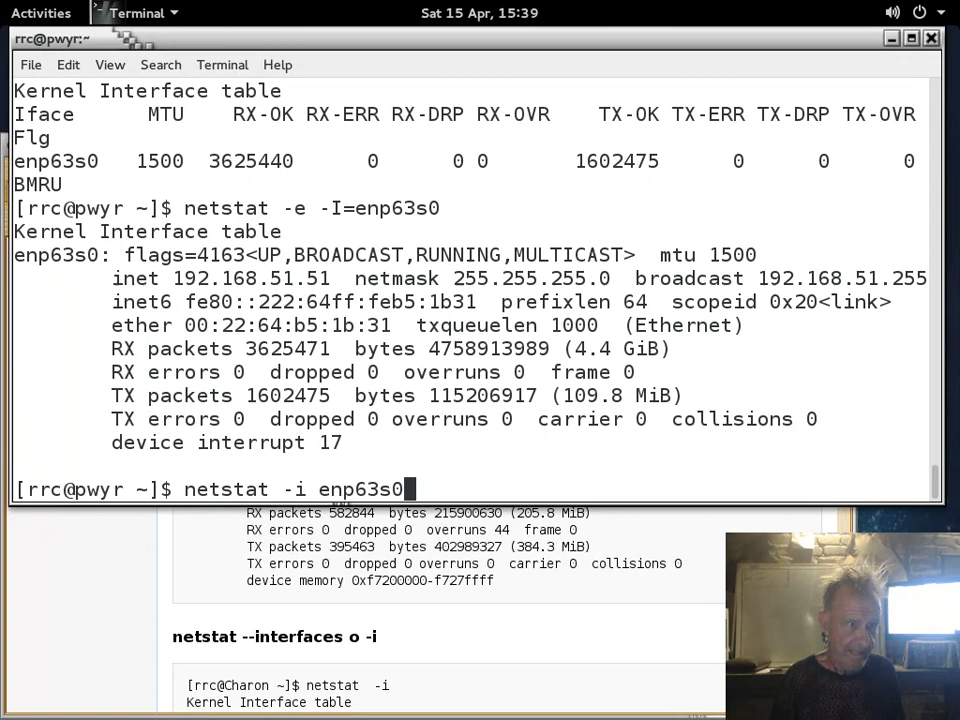 Activities Terminal Sat 15 Apr, 15:39
rrc@pwyr:~
File Edit View Search Terminal Help
Kernel Interface table
Iface MTU RX-OK RX-ERR RX-DRP RX-OVR TX-OK TX-ERR TX-DRP TX-OVR
Flg
enp63s0 1500 3625440 0 0 0 1602475 0 0 0
BMRU
[rrc@pwyr ~]$ netstat -e -I=enp63s0
Kernel Interface table
enp63s0: flags=4163<UP,BROADCAST,RUNNING,MULTICAST> mtu 1500
inet 192.168.51.51 netmask 255.255.255.0 broadcast 192.168.51.255
inet6 fe80::222:64ff:feb5:1b31 prefixlen 64 scopeid 0x20<link>
ether 00:22:64:b5:1b:31 txqueuelen 1000 (Ethernet)
RX packets 3625471 bytes 4758913989 (4.4 GiB)
RX errors 0 dropped 0 overruns 0 frame 0
TX packets 1602475 bytes 115206917 (109.8 MiB)
TX errors 0 dropped 0 overruns 0 carrier 0 collisions 0
device interrupt 17
[rrc@pwyr ~]$ netstat -i enp63s0
RX packets 582844 bytes 215900630 (205.8 MiB)
RX errors 0 dropped 0 overruns 44 frame 0
TX packets 395463 bytes 402989327 (384.3 MiB)
TX errors 0 dropped 0 overruns 0 carrier 0 collisions 0
device memory 0xf7200000-f727ffff
netstat --interfaces o -i
[rrc@Charon ~]$ netstat -i
Kernel Interface table